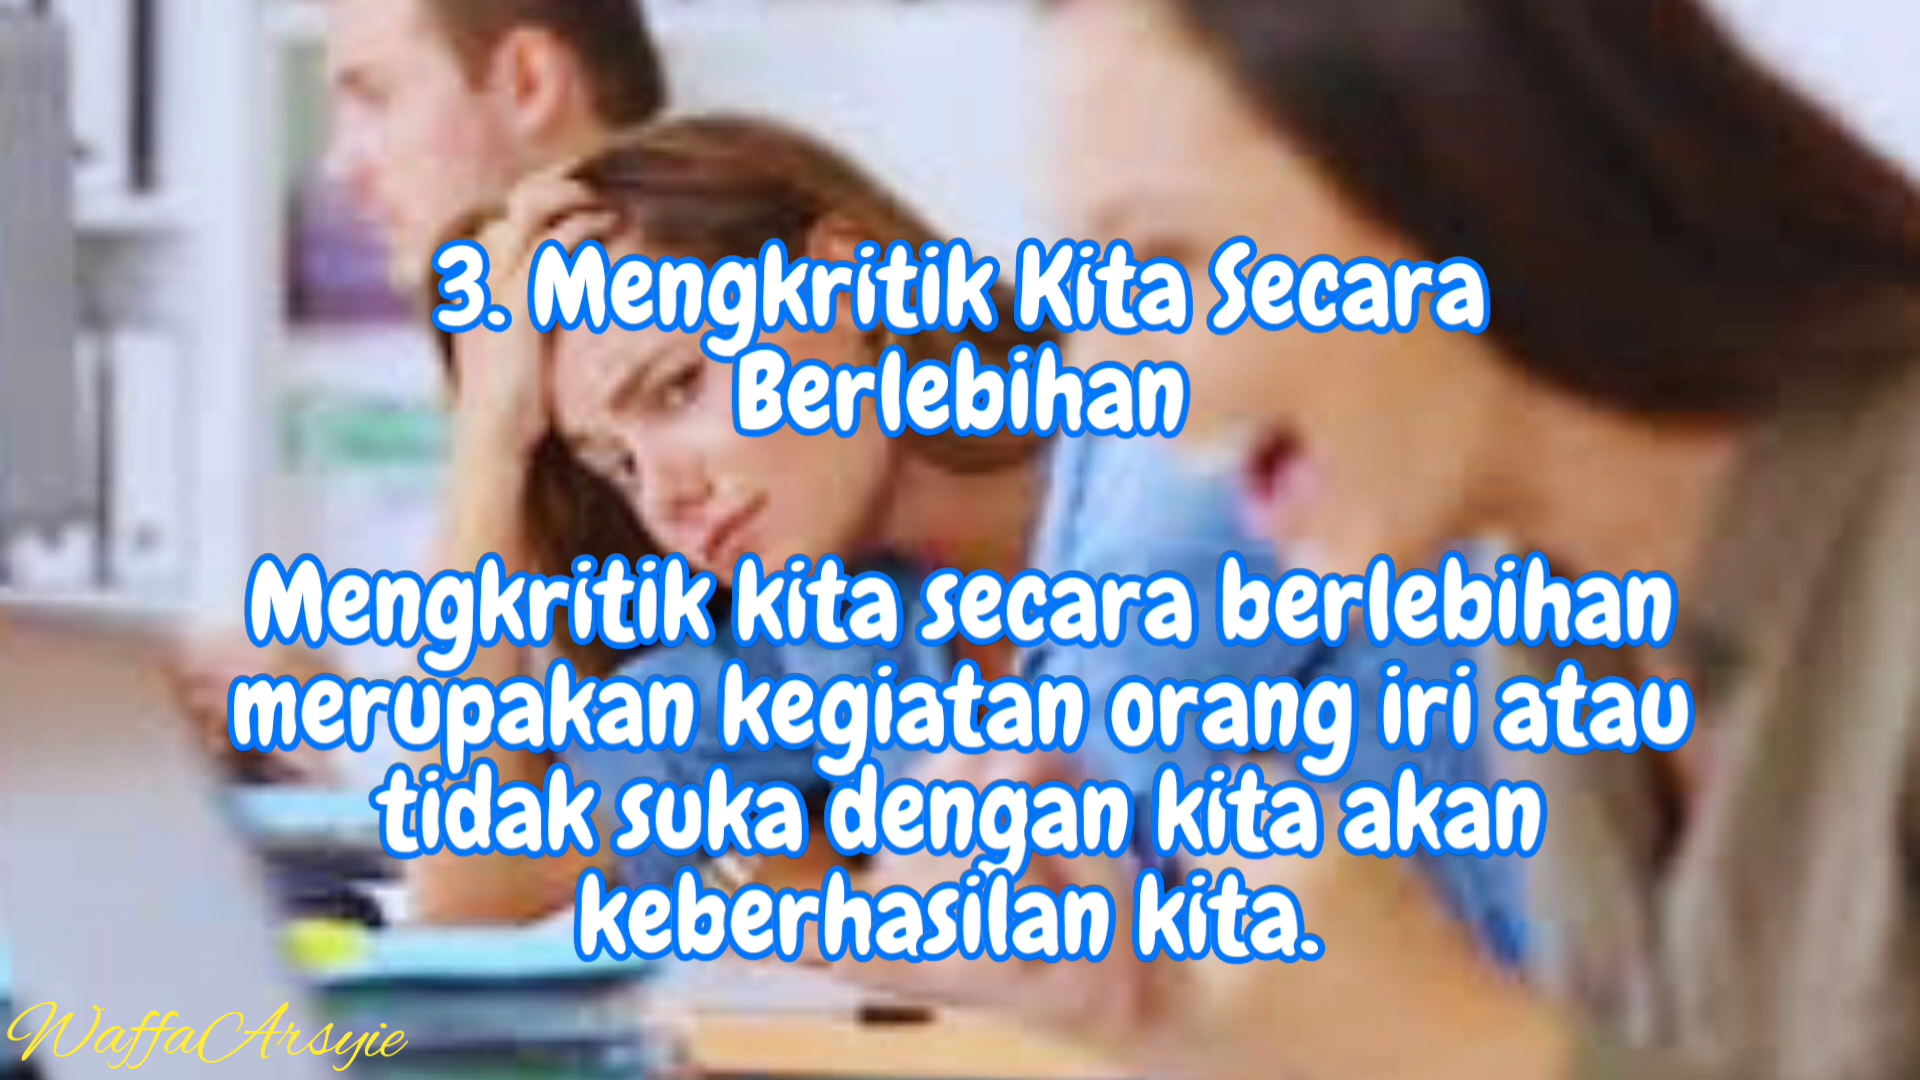 3. Mengkritik Kita Secara
Berlebihan
Mengkritik kita secara berlebihan
merupakan kegiatan orang iri atau
tidak suka dengan kita akan
keberhasilan kita.
WaffaArsyie